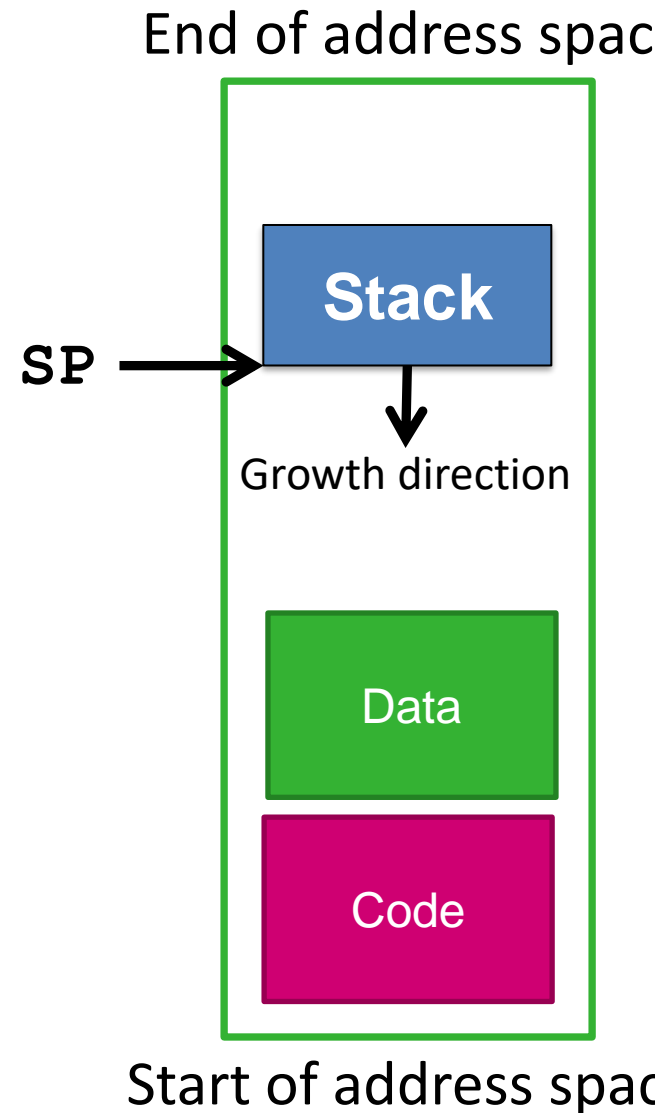 End of address spac
Stack
SP
Growth direction
Data
Code
Start of address spac